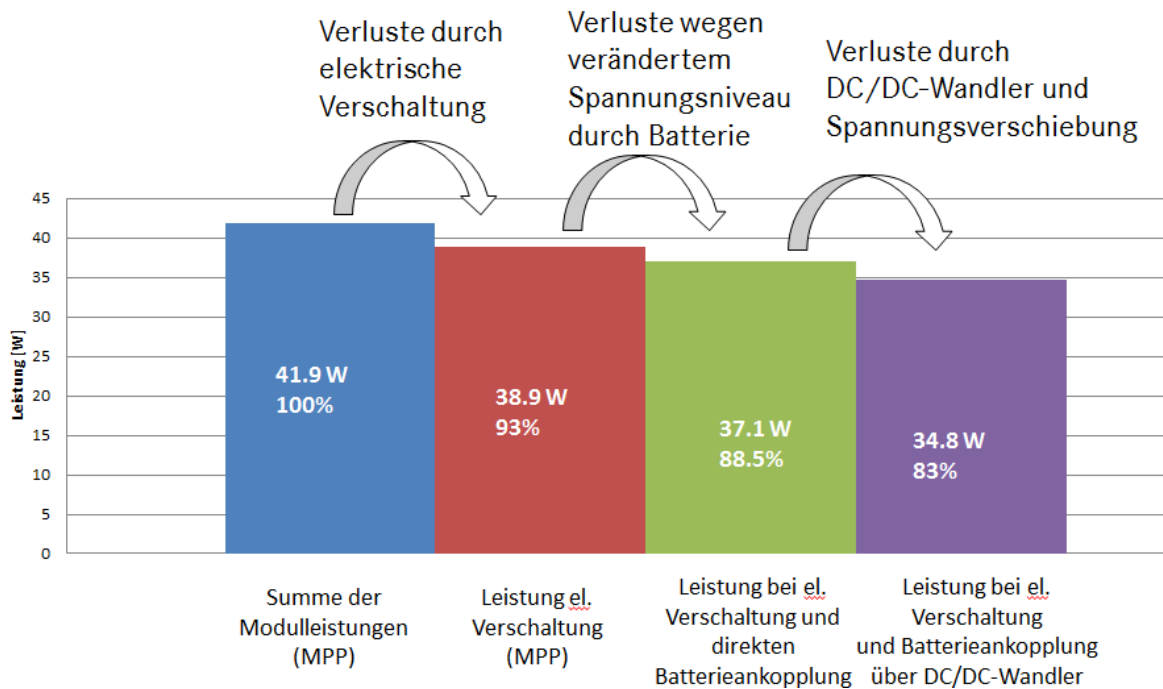 Verluste durch
elektrische
Verschaltung
Verluste wegen
verändertem
Spannungsniveau
durch Batterie
Verluste durch
DC/DC-Wandler und
Spannungsverschiebung
Leistung [W]
45
40
35
30
25
20
15
10
5
0
41.9 W
100%
38.9 W
93%
37.1 W
88.5%
34.8 W
83%
Summe der
Modulleistungen
(MPP)
Leistung el.
Verschaltung
(MPP)
Leistung bei el.
Verschaltung und
direkten
Batterieankopplung
Leistung bei el.
Verschaltung
und Batterieankopplung
über DC/DC-Wandler